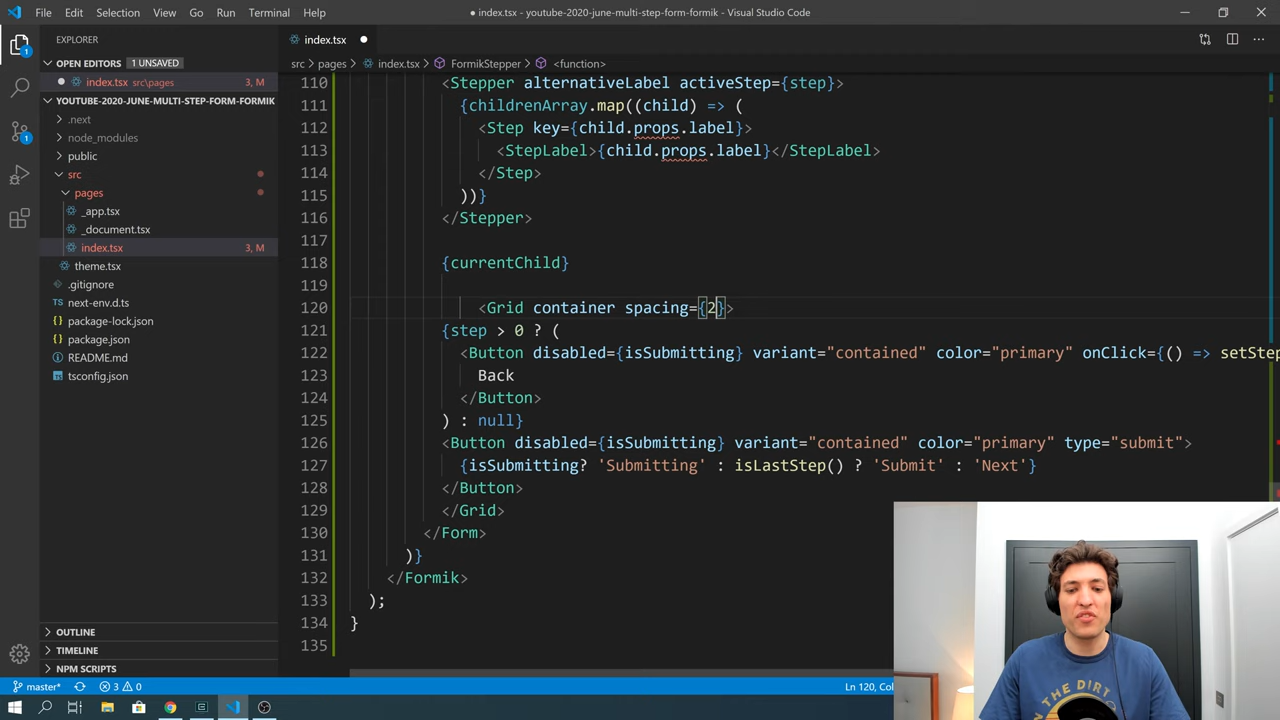 File Edit Selection View Go Run Terminal Help
● index.tsx - youtube-2020-june-multi-step-form-formik - Visual Studio Code
EXPLORER
OPEN EDITORS 1 UNSAVED
index.tsx src\pages 3, M
YOUTUBE-2020-JUNE-MULTI-STEP-FORM-FORMIK
.next
node_modules
public
src
pages
_app.tsx
_document.tsx
index.tsx 3, M
theme.tsx
.gitignore
next-env.d.ts
package-lock.json
package.json
README.md
tsconfig.json
OUTLINE
TIMELINE
NPM SCRIPTS
index.tsx
src > pages > index.tsx > FormikStepper > <function>
110 <Stepper alternativeLabel activeStep={step}>
111 {childrenArray.map((child) => (
112 <Step key={child.props.label}>
113 <StepLabel>{child.props.label}</StepLabel>
114 </Step>
115 ))}
116 </Stepper>
117
118 {currentChild}
119
120 <Grid container spacing={2}>
121 {step > 0 ? (
122 <Button disabled={isSubmitting} variant="contained" color="primary" onClick={() => setStep
123 Back
124 </Button>
125 ) : null}
126 <Button disabled={isSubmitting} variant="contained" color="primary" type="submit">
127 {isSubmitting? 'Submitting' : isLastStep() ? 'Submit' : 'Next'}
128 </Button>
129 </Grid>
130 </Form>
131 )}
132 </Formik>
133 );
134 }
135
master* 3 0 Ln 120, Col
1
1
THE DIRT